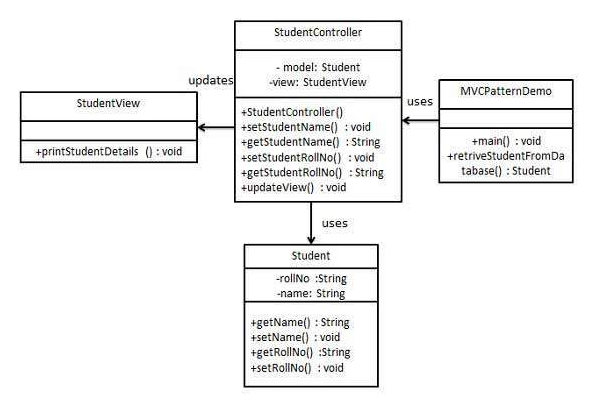 StudentController
- model: Student
-view: StudentView
+StudentController()
+setStudentName() : void
+getStudentName() : String
+setStudentRollNo() : void
+getStudentRollNo() : String
+updateView() : void
updates
StudentView
+printStudentDetails () : void
uses
MVCPatternDemo
+main() : void
+retriveStudentFromDa
tabase() : Student
uses
Student
-rollNo :String
-name: String
+getName() : String
+setName() : void
+getRollNo() :String
+setRollNo() : void